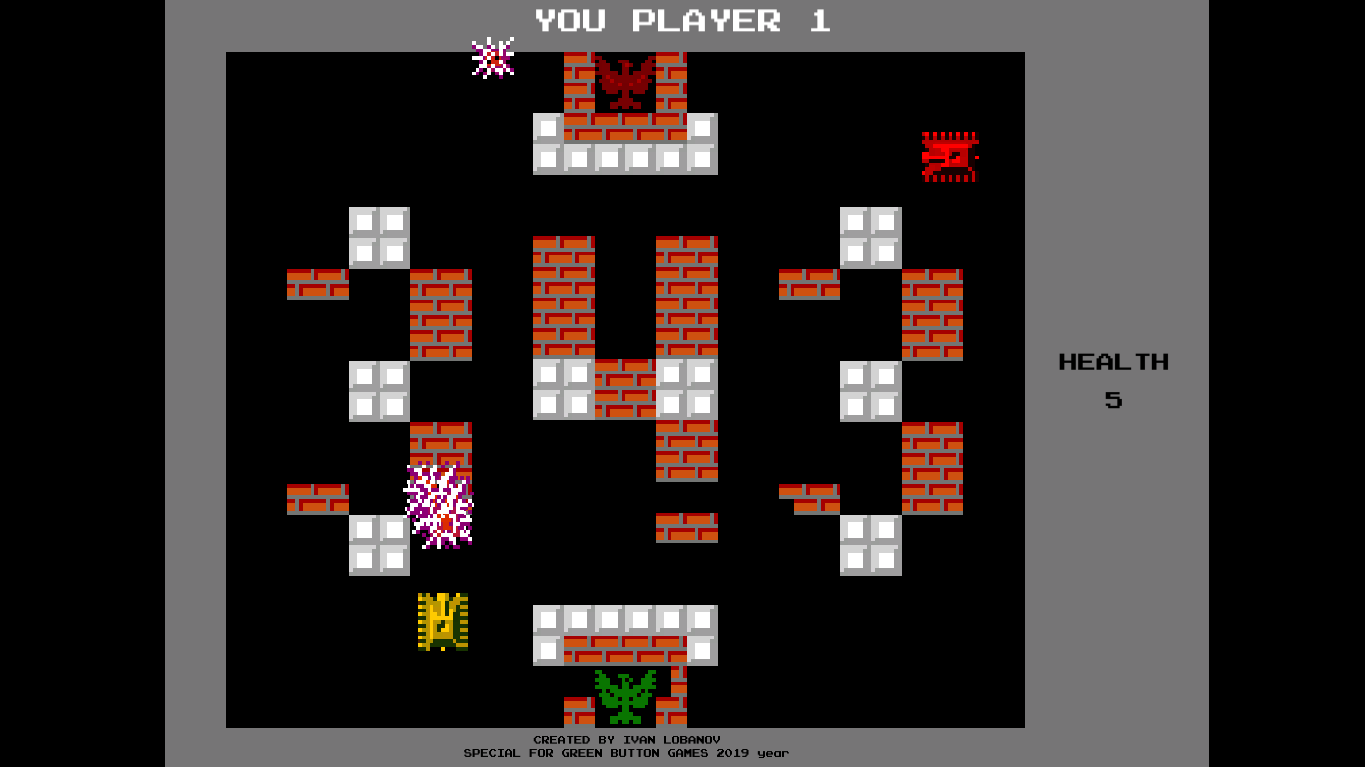 YOU PLAYER 1
HEALTH
5
CREATED BY IVAN LOBANOV
SPECIAL FOR GREEN BUTTON GAMES 2019 year